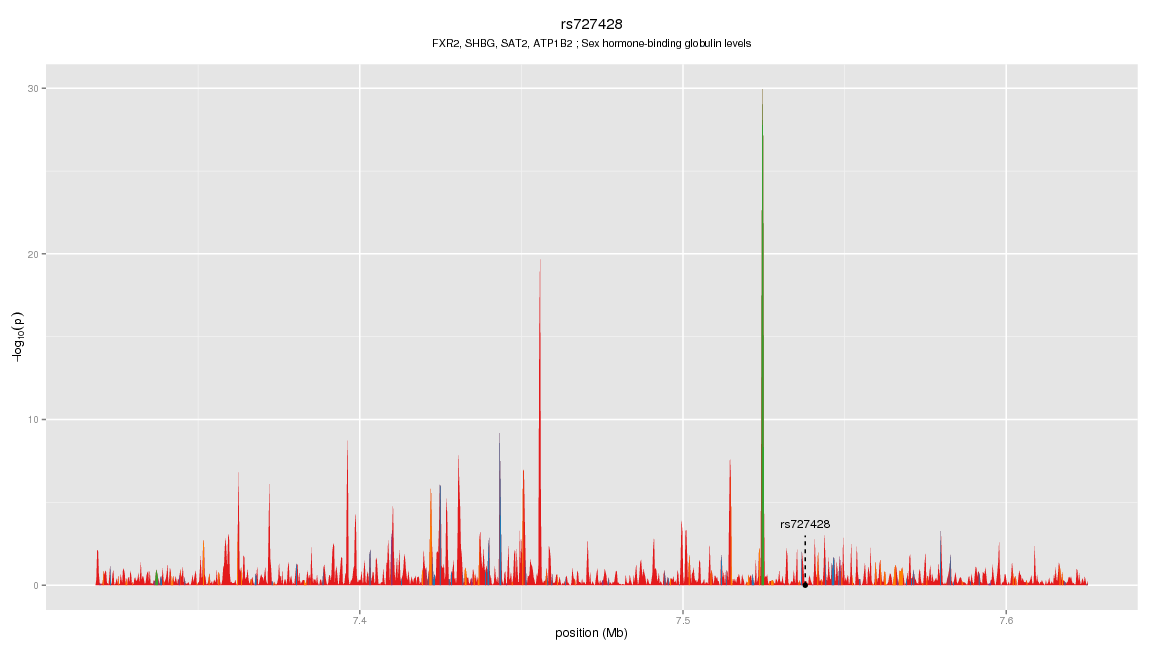 rs727428
FXR2, SHBG, SAT2, ATP1B2 ; Sex hormone-binding globulin levels
30
20
10
0
−log10(p)
rs727428
7.4
7.5
7.6
position (Mb)